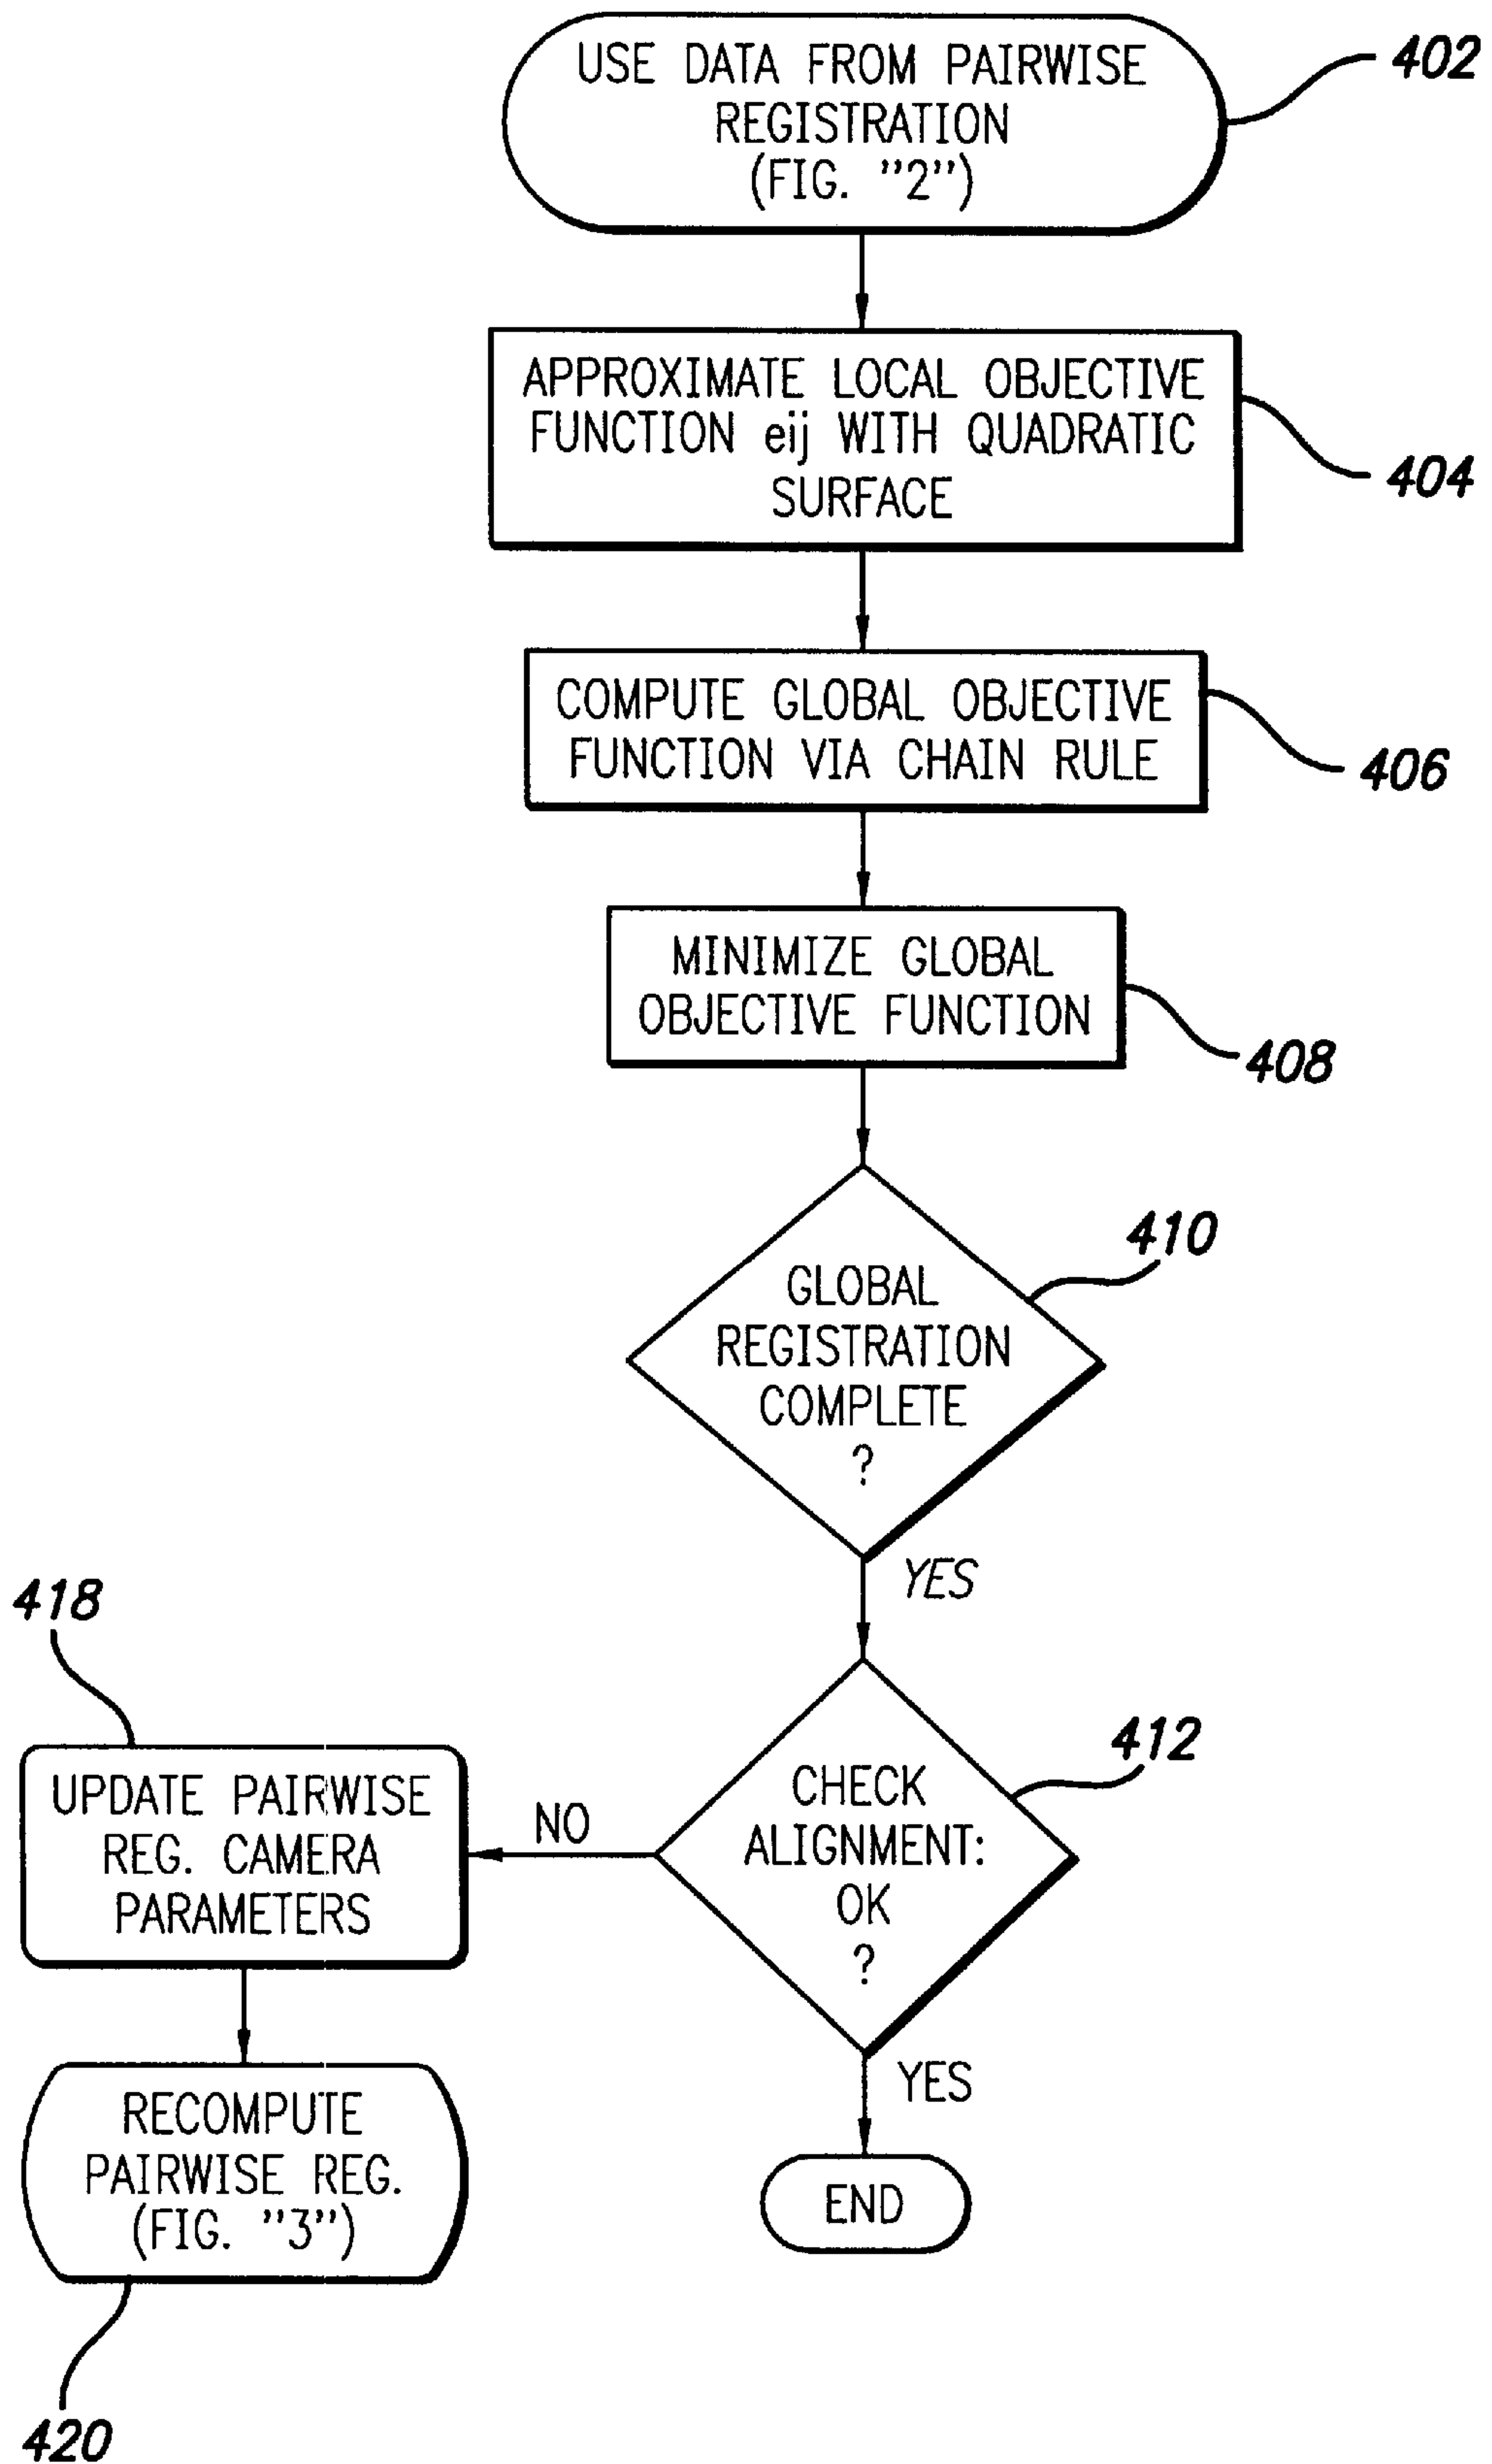 USE DATA FROM PAIRWISE
REGISTRATION
(FIG. "2")
402
APPROXIMATE LOCAL OBJECTIVE
FUNCTION eij WITH QUADRATIC
SURFACE
404
COMPUTE GLOBAL OBJECTIVE
FUNCTION VIA CHAIN RULE
406
MINIMIZE GLOBAL
OBJECTIVE FUNCTION
408
GLOBAL
REGISTRATION
COMPLETE
?
410
YES
CHECK
ALIGNMENT:
OK
?
412
NO
418
UPDATE PAIRWISE
REG. CAMERA
PARAMETERS
YES
RECOMPUTE
PAIRWISE REG.
(FIG. "3")
420
END